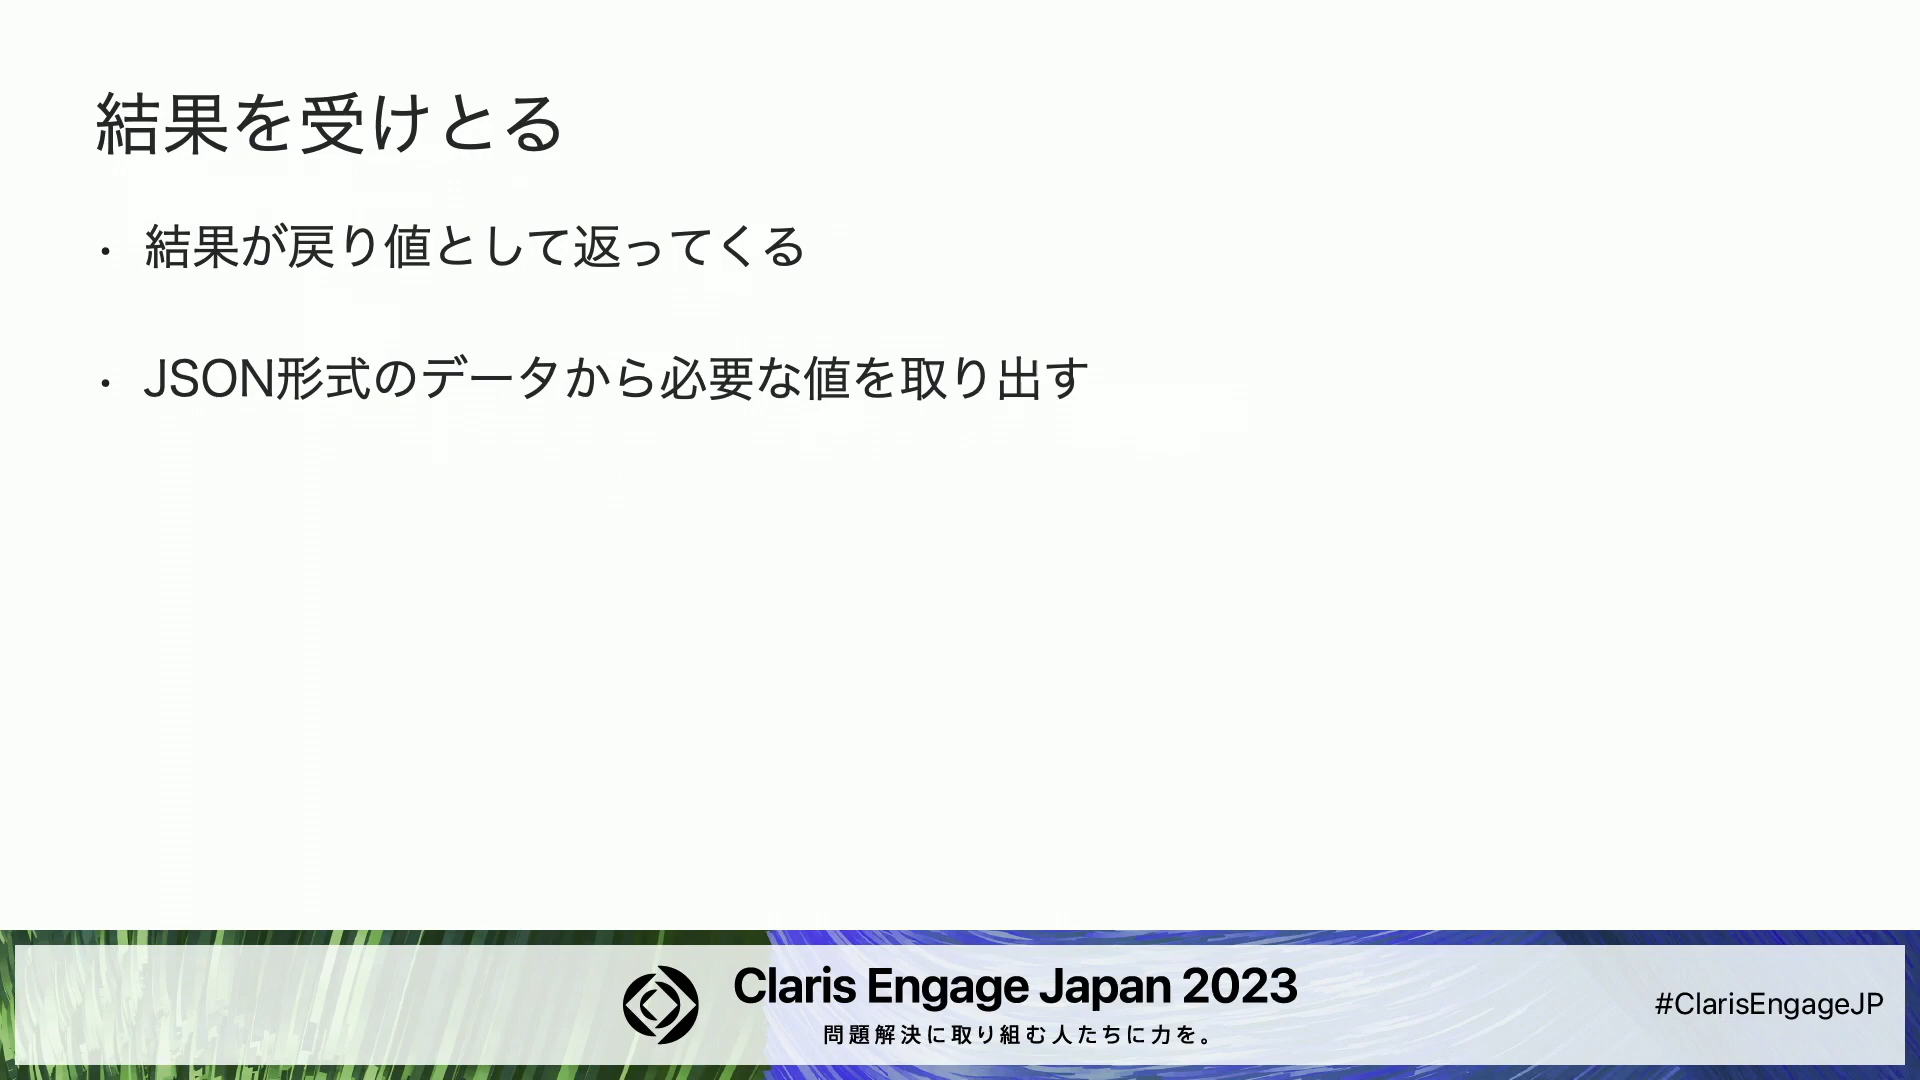 結果を受けとる
・ 結果が戻り値として返ってくる
・ JSON形式のデータから必要な値を取り出す
Claris Engage Japan 2023
問題解決に取り組む人たちに力を。
#ClarisEngageJP